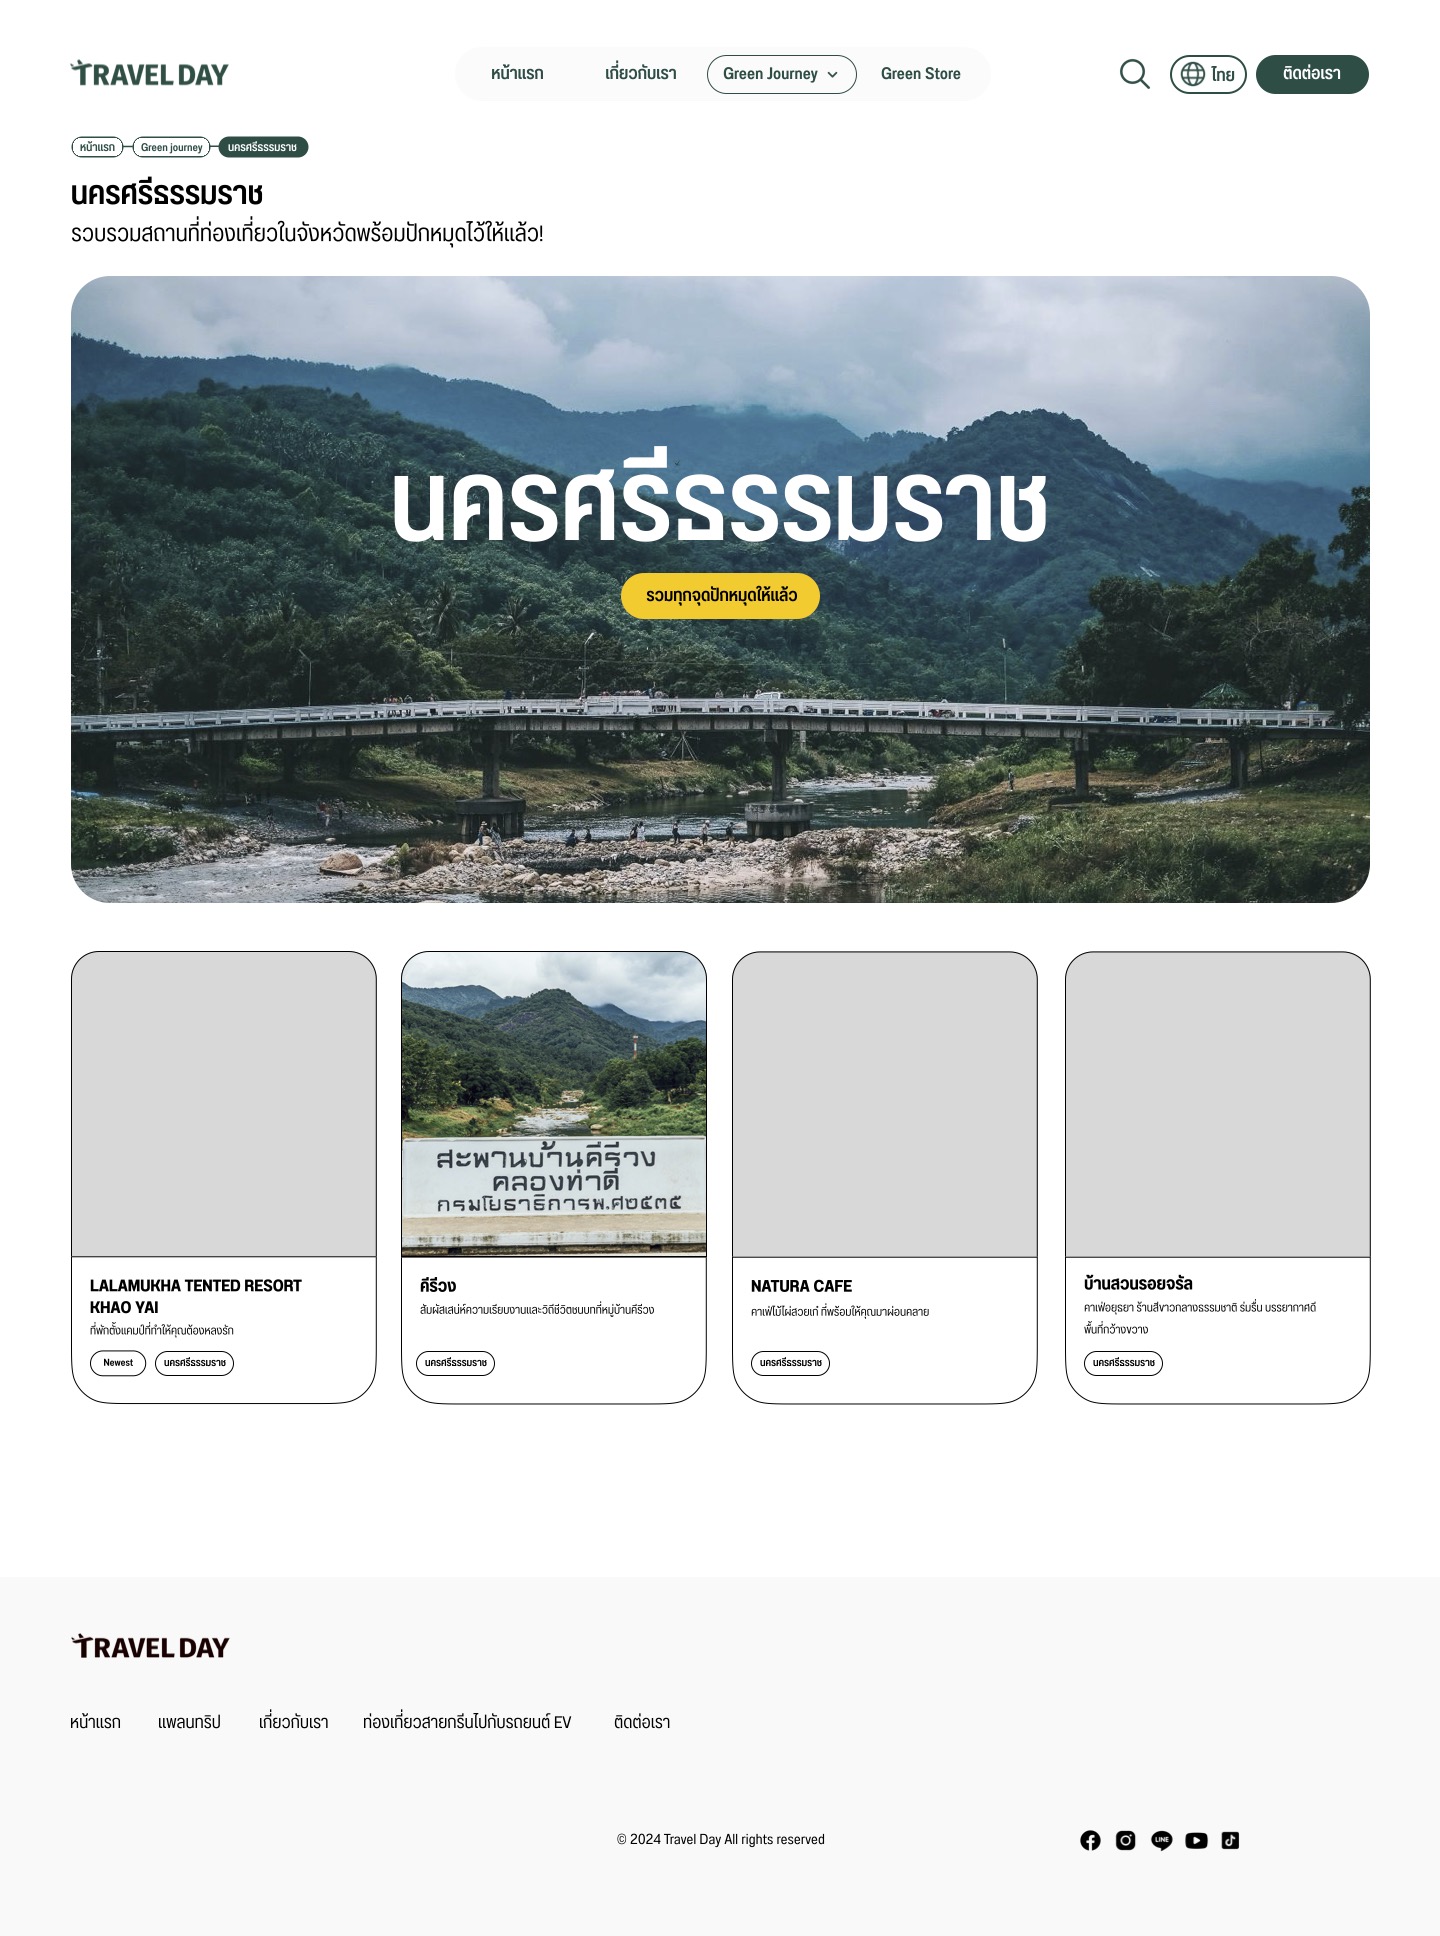 TRAVEL DAY
หน้าแรก เกี่ยวกับเรา Green Journey Green Store
ไทย ติดต่อเรา
หน้าแรก Green journey นครศรีธรรมราช
นครศรีธรรมราช
รวบรวมสถานที่ท่องเที่ยวในจังหวัดพร้อมปักหมุดไว้ให้แล้ว!
นครศรีธรรมราช
รวมทุกจุดปักหมุดให้แล้ว
LALAMUKHA TENTED RESORT
KHAO YAI
ที่พักตั้งแคมป์ที่ทำให้คุณต้องหลงรัก
Newest นครศรีธรรมราช
สะพานบ้านคีรีวง
คลองท่าดี
กรมโยธาธิการ พ.ศ ๒๕๓๕
คีรีวง
สัมผัสเสน่ห์ความเรียบงานและวิถีชีวิตชนบทที่หมู่บ้านคีรีวง
นครศรีธรรมราช
NATURA CAFE
คาเฟ่ไม้ไผ่สวยเก๋ ที่พร้อมให้คุณมาผ่อนคลาย
นครศรีธรรมราช
บ้านสวนรอยจรัล
คาเฟ่อยุธยา ร้านสีขาวกลางธรรมชาติ ร่มรื่น บรรยากาศดี
พื้นที่กว้างขวาง
นครศรีธรรมราช
TRAVEL DAY
หน้าแรก แพลนทริป เกี่ยวกับเรา ท่องเที่ยวสายกรีนไปกับรถยนต์ EV ติดต่อเรา
© 2024 Travel Day All rights reserved
LINE